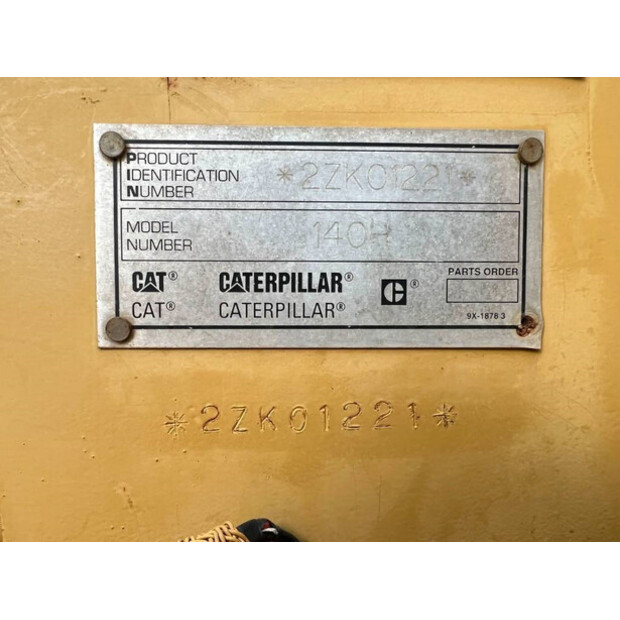 PRODUCT
IDENTIFICATION
NUMBER
*2ZK01221*
MODEL
NUMBER
140H
CAT® CATERPILLAR® C®
CAT® CATERPILLAR®
PARTS ORDER
9X-1878 3
*2ZK01221*